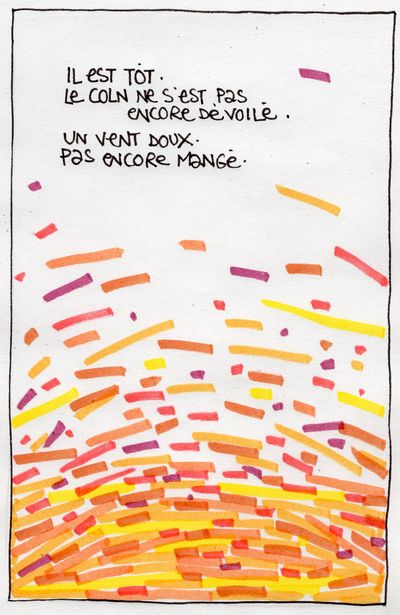 IL EST TÔT.
LE COLN NE S'EST PAS
ENCORE DÉVOILÉ.
UN VENT DOUX.
PAS ENCORE MANGÉ.